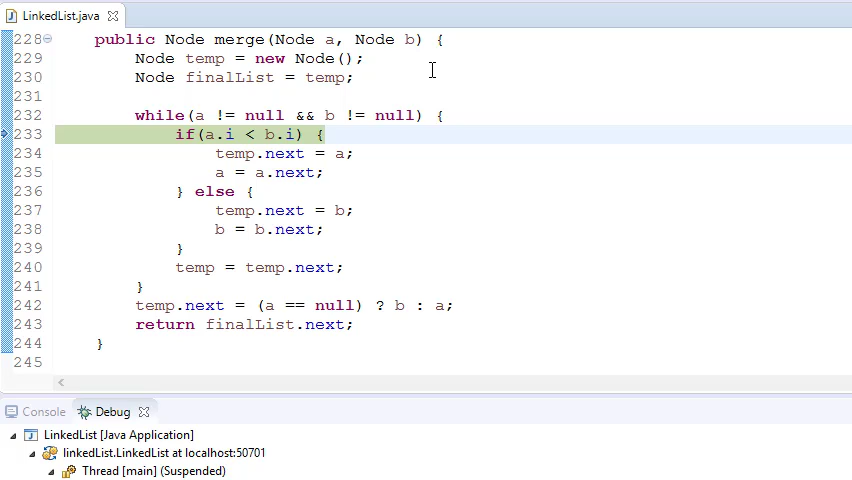 LinkedList.java
228 public Node merge(Node a, Node b) {
229 Node temp = new Node();
230 Node finalList = temp;
231
232 while(a != null && b != null) {
233 if(a.i < b.i) {
234 temp.next = a;
235 a = a.next;
236 } else {
237 temp.next = b;
238 b = b.next;
239 }
240 temp = temp.next;
241 }
242 temp.next = (a == null) ? b : a;
243 return finalList.next;
244 }
245
Console Debug
LinkedList [Java Application]
linkedList.LinkedList at localhost:50701
Thread [main] (Suspended)